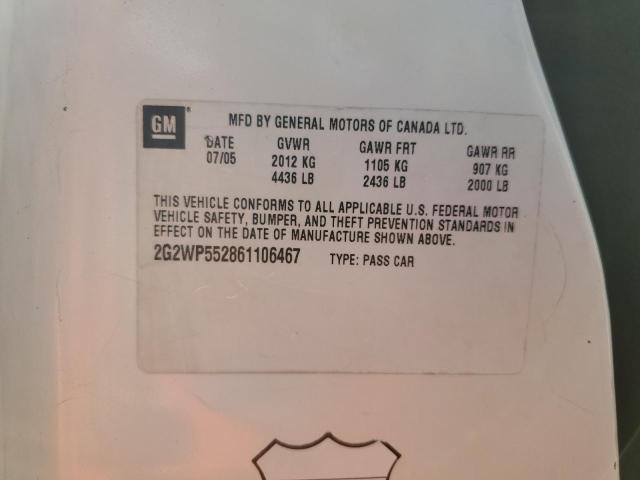 GM
MFD BY GENERAL MOTORS OF CANADA LTD.
DATE GVWR GAWR FRT GAWR RR
07/05 2012 KG 1105 KG 907 KG
4436 LB 2436 LB 2000 LB
THIS VEHICLE CONFORMS TO ALL APPLICABLE U.S. FEDERAL MOTOR
VEHICLE SAFETY, BUMPER, AND THEFT PREVENTION STANDARDS IN
EFFECT ON THE DATE OF MANUFACTURE SHOWN ABOVE.
2G2WP552861106467 TYPE: PASS CAR